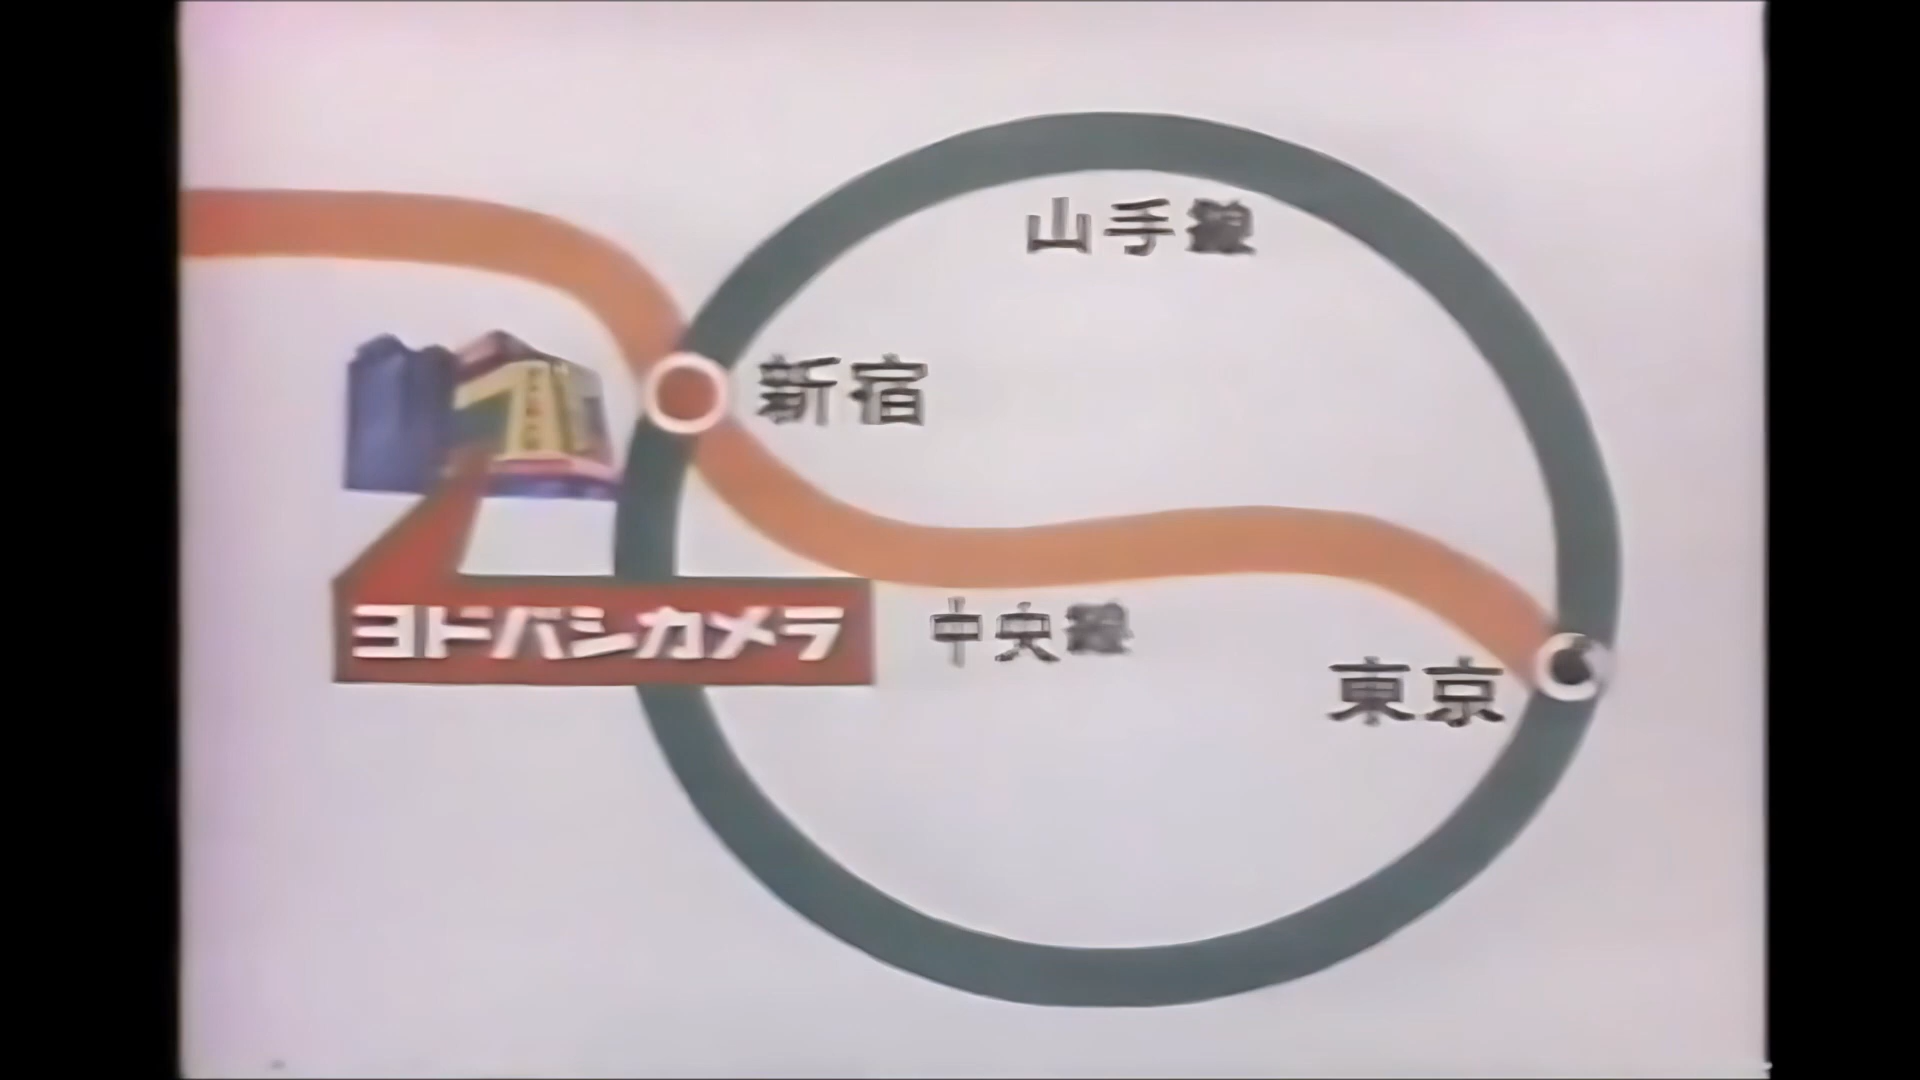 山手線
新宿
ヨドバシカメラ
中央線
東京